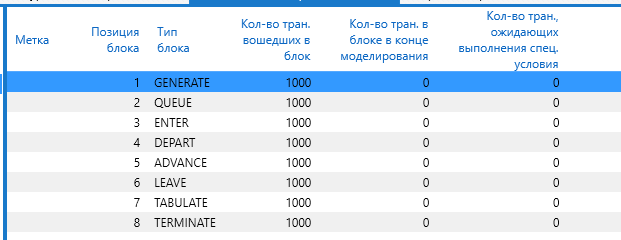 Метка	Позиция блока	Тип блока	Кол-во тран. вошедших в блок	Кол-во тран. в блоке в конце моделирования	Кол-во тран., ожидающих выполнения спец. условия
1	GENERATE	1000	0	0
2	QUEUE	1000	0	0
3	ENTER	1000	0	0
4	DEPART	1000	0	0
5	ADVANCE	1000	0	0
6	LEAVE	1000	0	0
7	TABULATE	1000	0	0
8	TERMINATE	1000	0	0